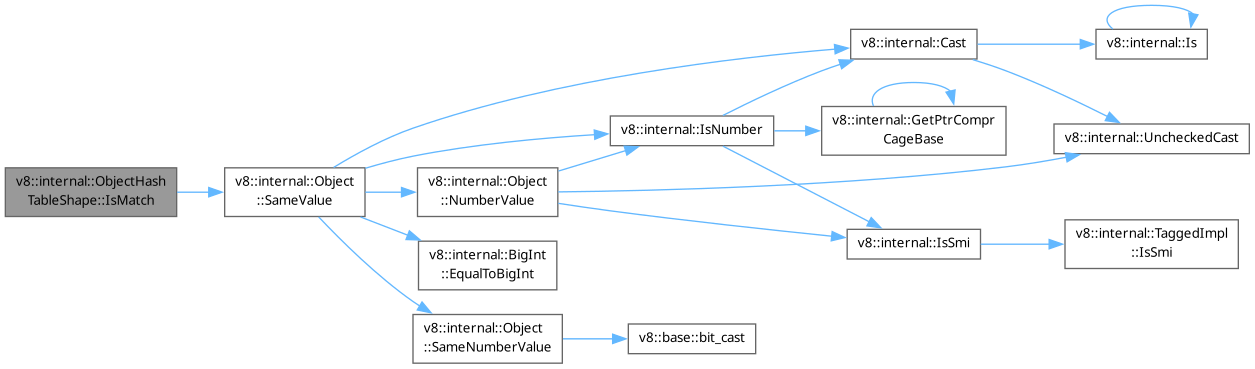 v8::internal::ObjectHash
TableShape::IsMatch
v8::internal::Object
::SameValue
v8::internal::Cast
v8::internal::Is
v8::internal::UncheckedCast
v8::internal::IsNumber
v8::internal::GetPtrCompr
CageBase
v8::internal::IsSmi
v8::internal::TaggedImpl
::IsSmi
v8::internal::Object
::NumberValue
v8::internal::BigInt
::EqualToBigInt
v8::internal::Object
::SameNumberValue
v8::base::bit_cast